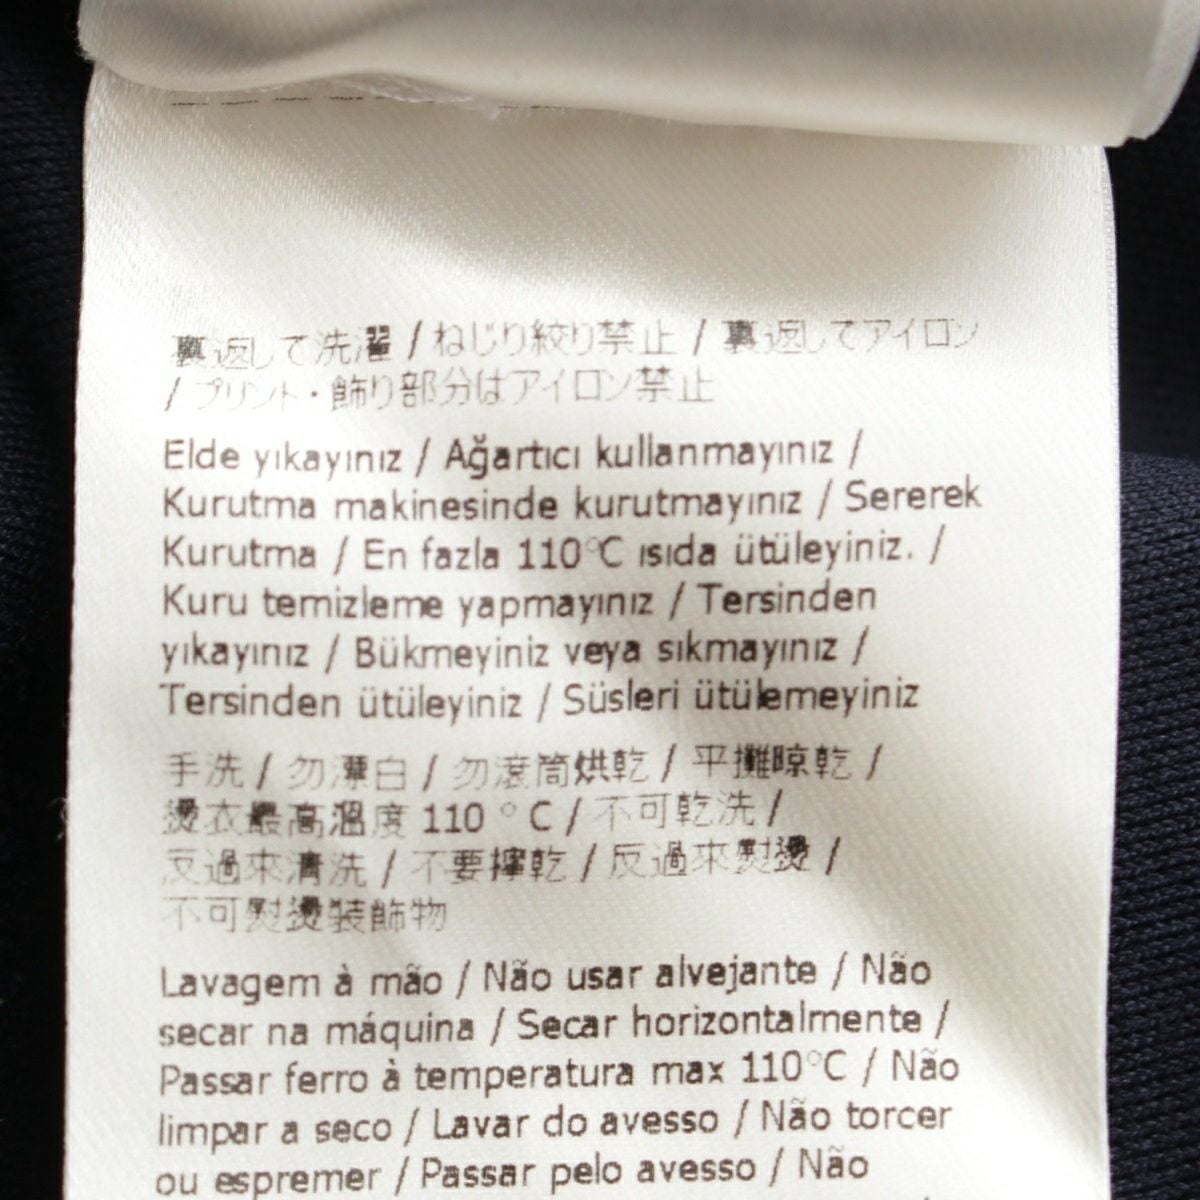 裏返して洗濯 / ねじり絞り禁止 / 裏返してアイロン
/ プリント・飾り部分はアイロン禁止
Elde yıkayınız / Ağartıcı kullanmayınız /
Kurutma makinesinde kurutmayınız / Sererek
Kurutma / En fazla 110°C ısıda ütüleyiniz. /
Kuru temizleme yapmayınız / Tersinden
yıkayınız / Bükmeyiniz veya sıkmayınız /
Tersinden ütüleyiniz / Süsleri ütülemeyiniz
手洗 / 勿漂白 / 勿滾筒烘乾 / 平攤晾乾 /
燙衣最高溫度 110 °C / 不可乾洗 /
反過來清洗 / 不要擰乾 / 反過來熨燙 /
不可熨燙裝飾物
Lavagem à mão / Não usar alvejante / Não
secar na máquina / Secar horizontalmente /
Passar ferro à temperatura max 110°C / Não
limpar a seco / Lavar do avesso / Não torcer
ou espremer / Passar pelo avesso / Não